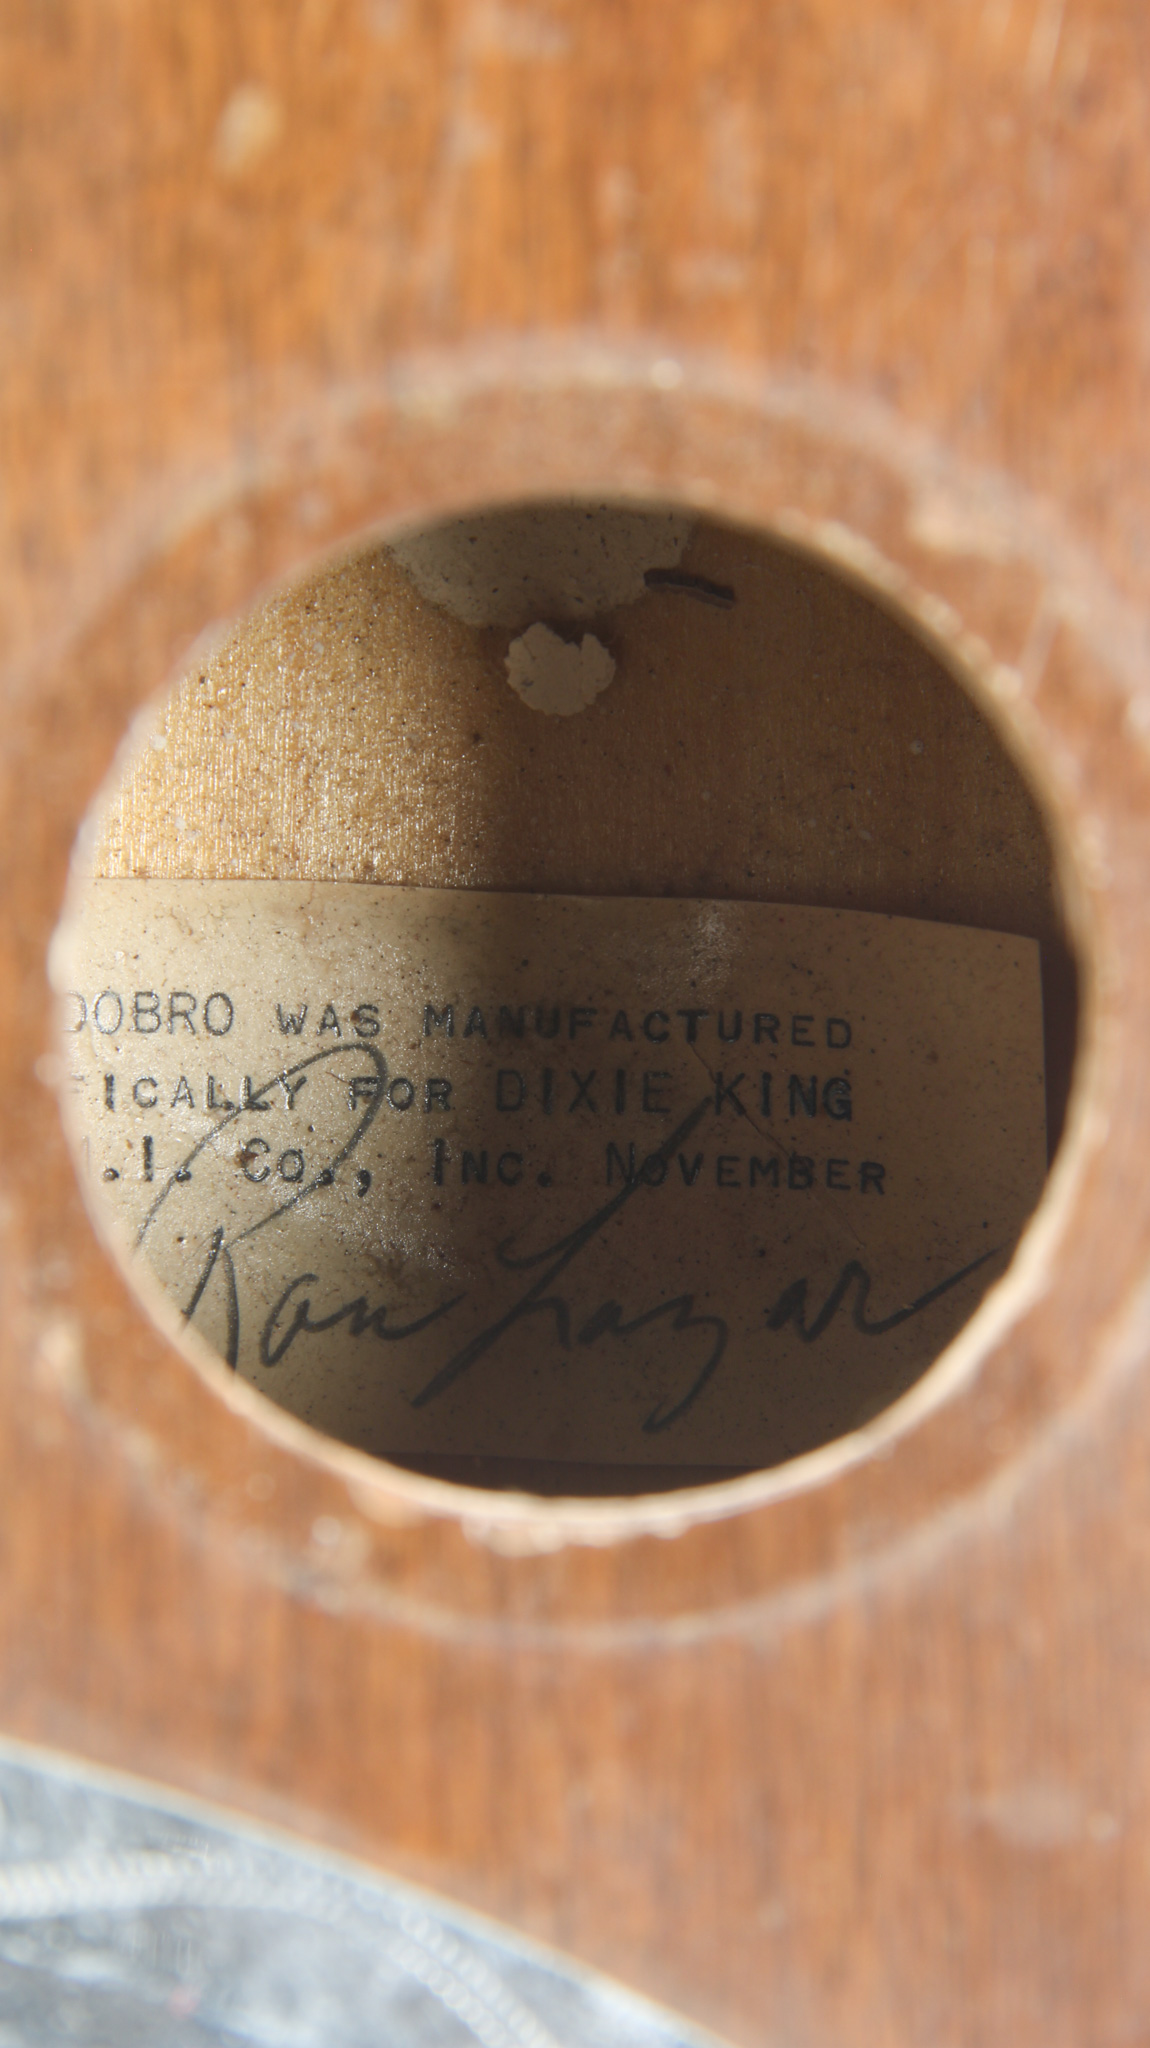 DOBRO WAS MANUFACTURED
FICALLY FOR DIXIE KING
.I. Co., INC. NOVEMBER
Ron Lazar